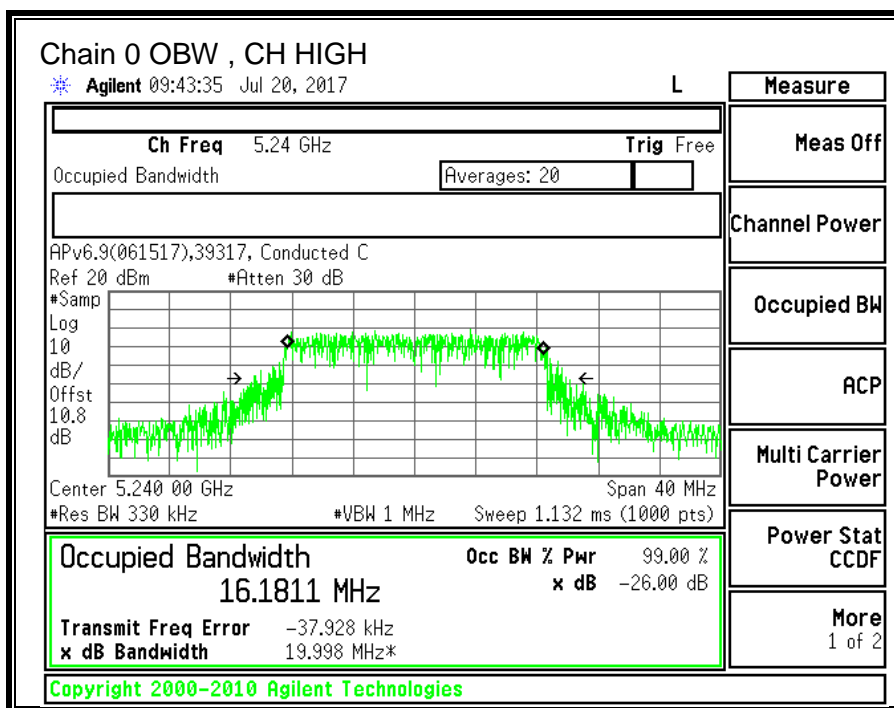 Chain 0 OBW , CH HIGH
Agilent 09:43:35 Jul 20, 2017 L
Measure
Ch Freq 5.24 GHz Trig Free
Meas Off
Occupied Bandwidth Averages: 20
Channel Power
APv6.9(061517),39317, Conducted C
Ref 20 dBm #Atten 30 dB
#Samp
Log
10
dB/
Offst
10.8
dB
Occupied BW
ACP
Multi Carrier
Power
Center 5.240 00 GHz Span 40 MHz
#Res BW 330 kHz #VBW 1 MHz Sweep 1.132 ms (1000 pts)
Power Stat
CCDF
Occupied Bandwidth Occ BW % Pwr 99.00 %
16.1811 MHz x dB -26.00 dB
Transmit Freq Error -37.928 kHz
x dB Bandwidth 19.998 MHz*
More
1 of 2
Copyright 2000-2010 Agilent Technologies